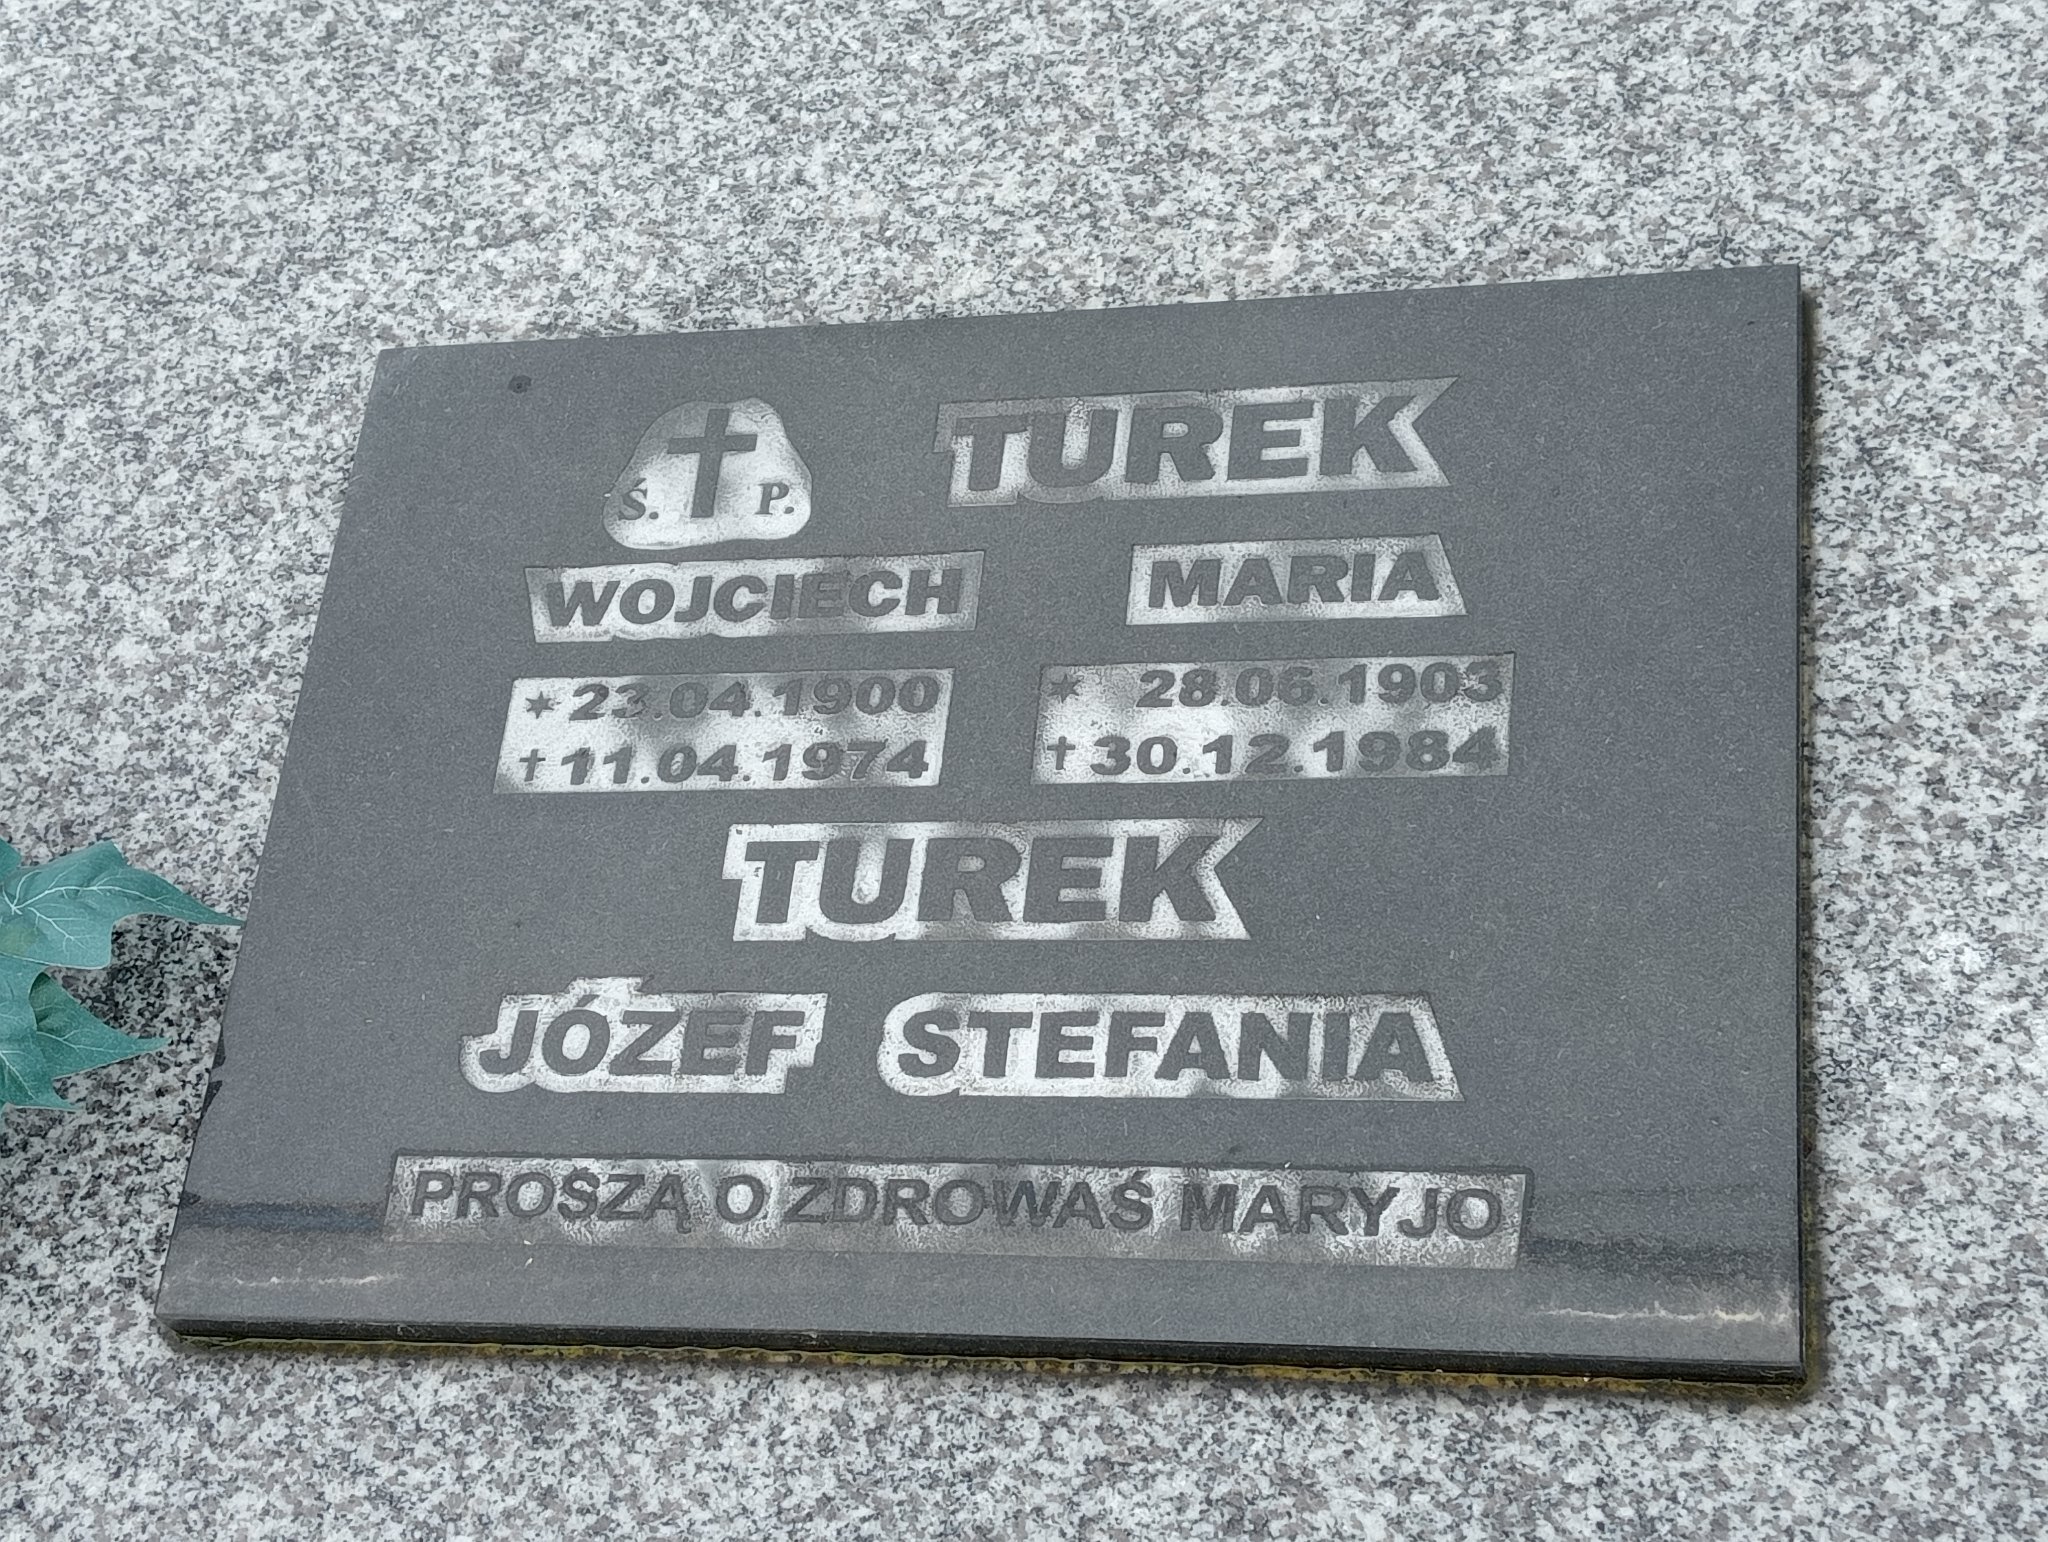 Ś. P. TUREK
WOJCIECH MARIA
* 23.04.1900 * 28.06.1903
† 11.04.1974 † 30.12.1984
TUREK
JÓZEF STEFANIA
PROSZĄ O ZDROWAŚ MARYJO